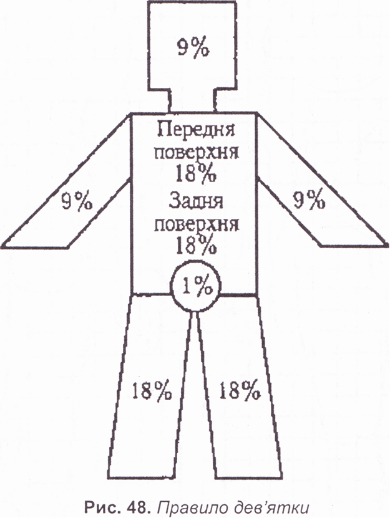 9%
Передня
поверхня
18%
Задня
поверхня
18%
9%
9%
1%
18%
18%
Рис. 48. Правило дев'ятки